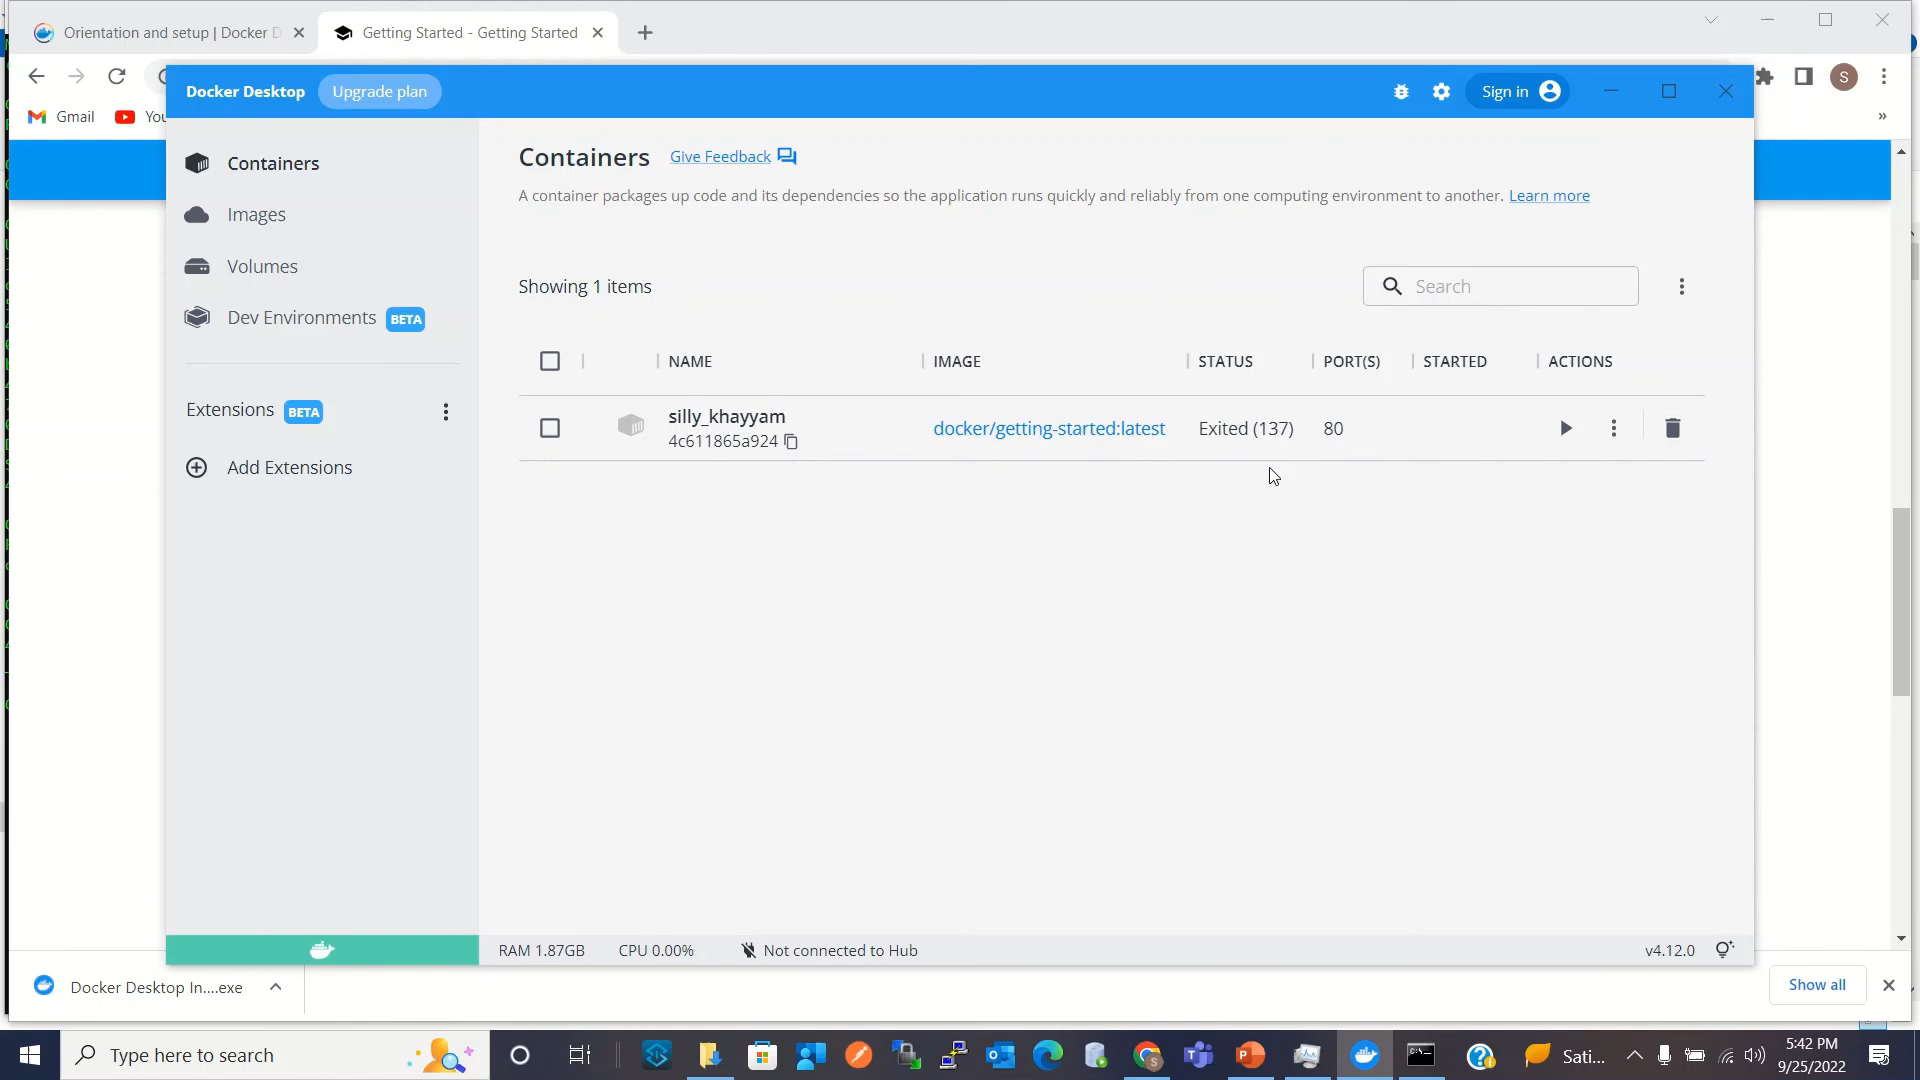 Orientation and setup | Docker D
Getting Started - Getting Started
S
Gmail
You
»
Docker Desktop
Upgrade plan
Sign in
Containers
Images
Volumes
Dev Environments BETA
Extensions BETA
Add Extensions
Containers Give Feedback
A container packages up code and its dependencies so the application runs quickly and reliably from one computing environment to another. Learn more
Showing 1 items
Search
NAME IMAGE STATUS PORT(S) STARTED ACTIONS
silly_khayyam
4c611865a924
docker/getting-started:latest Exited (137) 80
RAM 1.87GB CPU 0.00% Not connected to Hub v4.12.0
Docker Desktop In....exe
Show all
Type here to search
Sati...
5:42 PM
9/25/2022